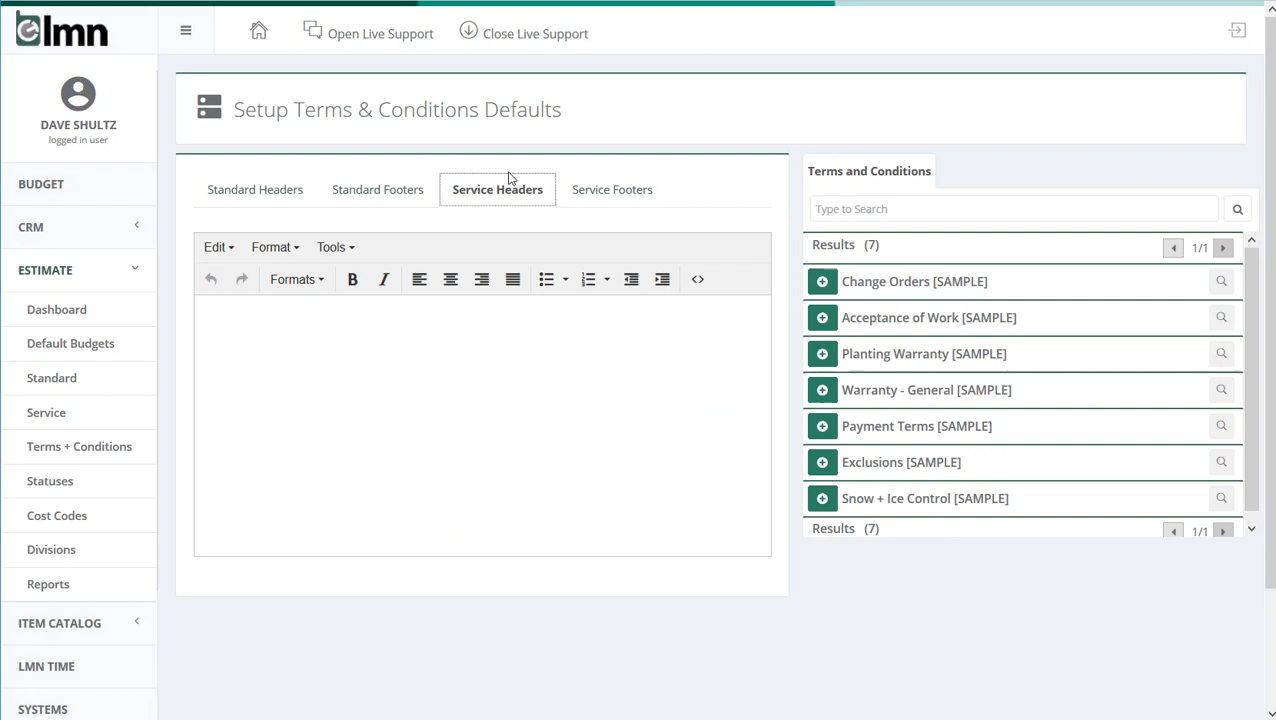 lmn
Open Live Support
Close Live Support
DAVE SHULTZ
logged in user
BUDGET
CRM
ESTIMATE
Dashboard
Default Budgets
Standard
Service
Terms + Conditions
Statuses
Cost Codes
Divisions
Reports
ITEM CATALOG
LMN TIME
SYSTEMS
Setup Terms & Conditions Defaults
Standard Headers Standard Footers Service Headers Service Footers
Edit Format Tools
Formats B I
Terms and Conditions
Type to Search
Results (7) 1/1
Change Orders [SAMPLE]
Acceptance of Work [SAMPLE]
Planting Warranty [SAMPLE]
Warranty - General [SAMPLE]
Payment Terms [SAMPLE]
Exclusions [SAMPLE]
Snow + Ice Control [SAMPLE]
Results (7) 1/1